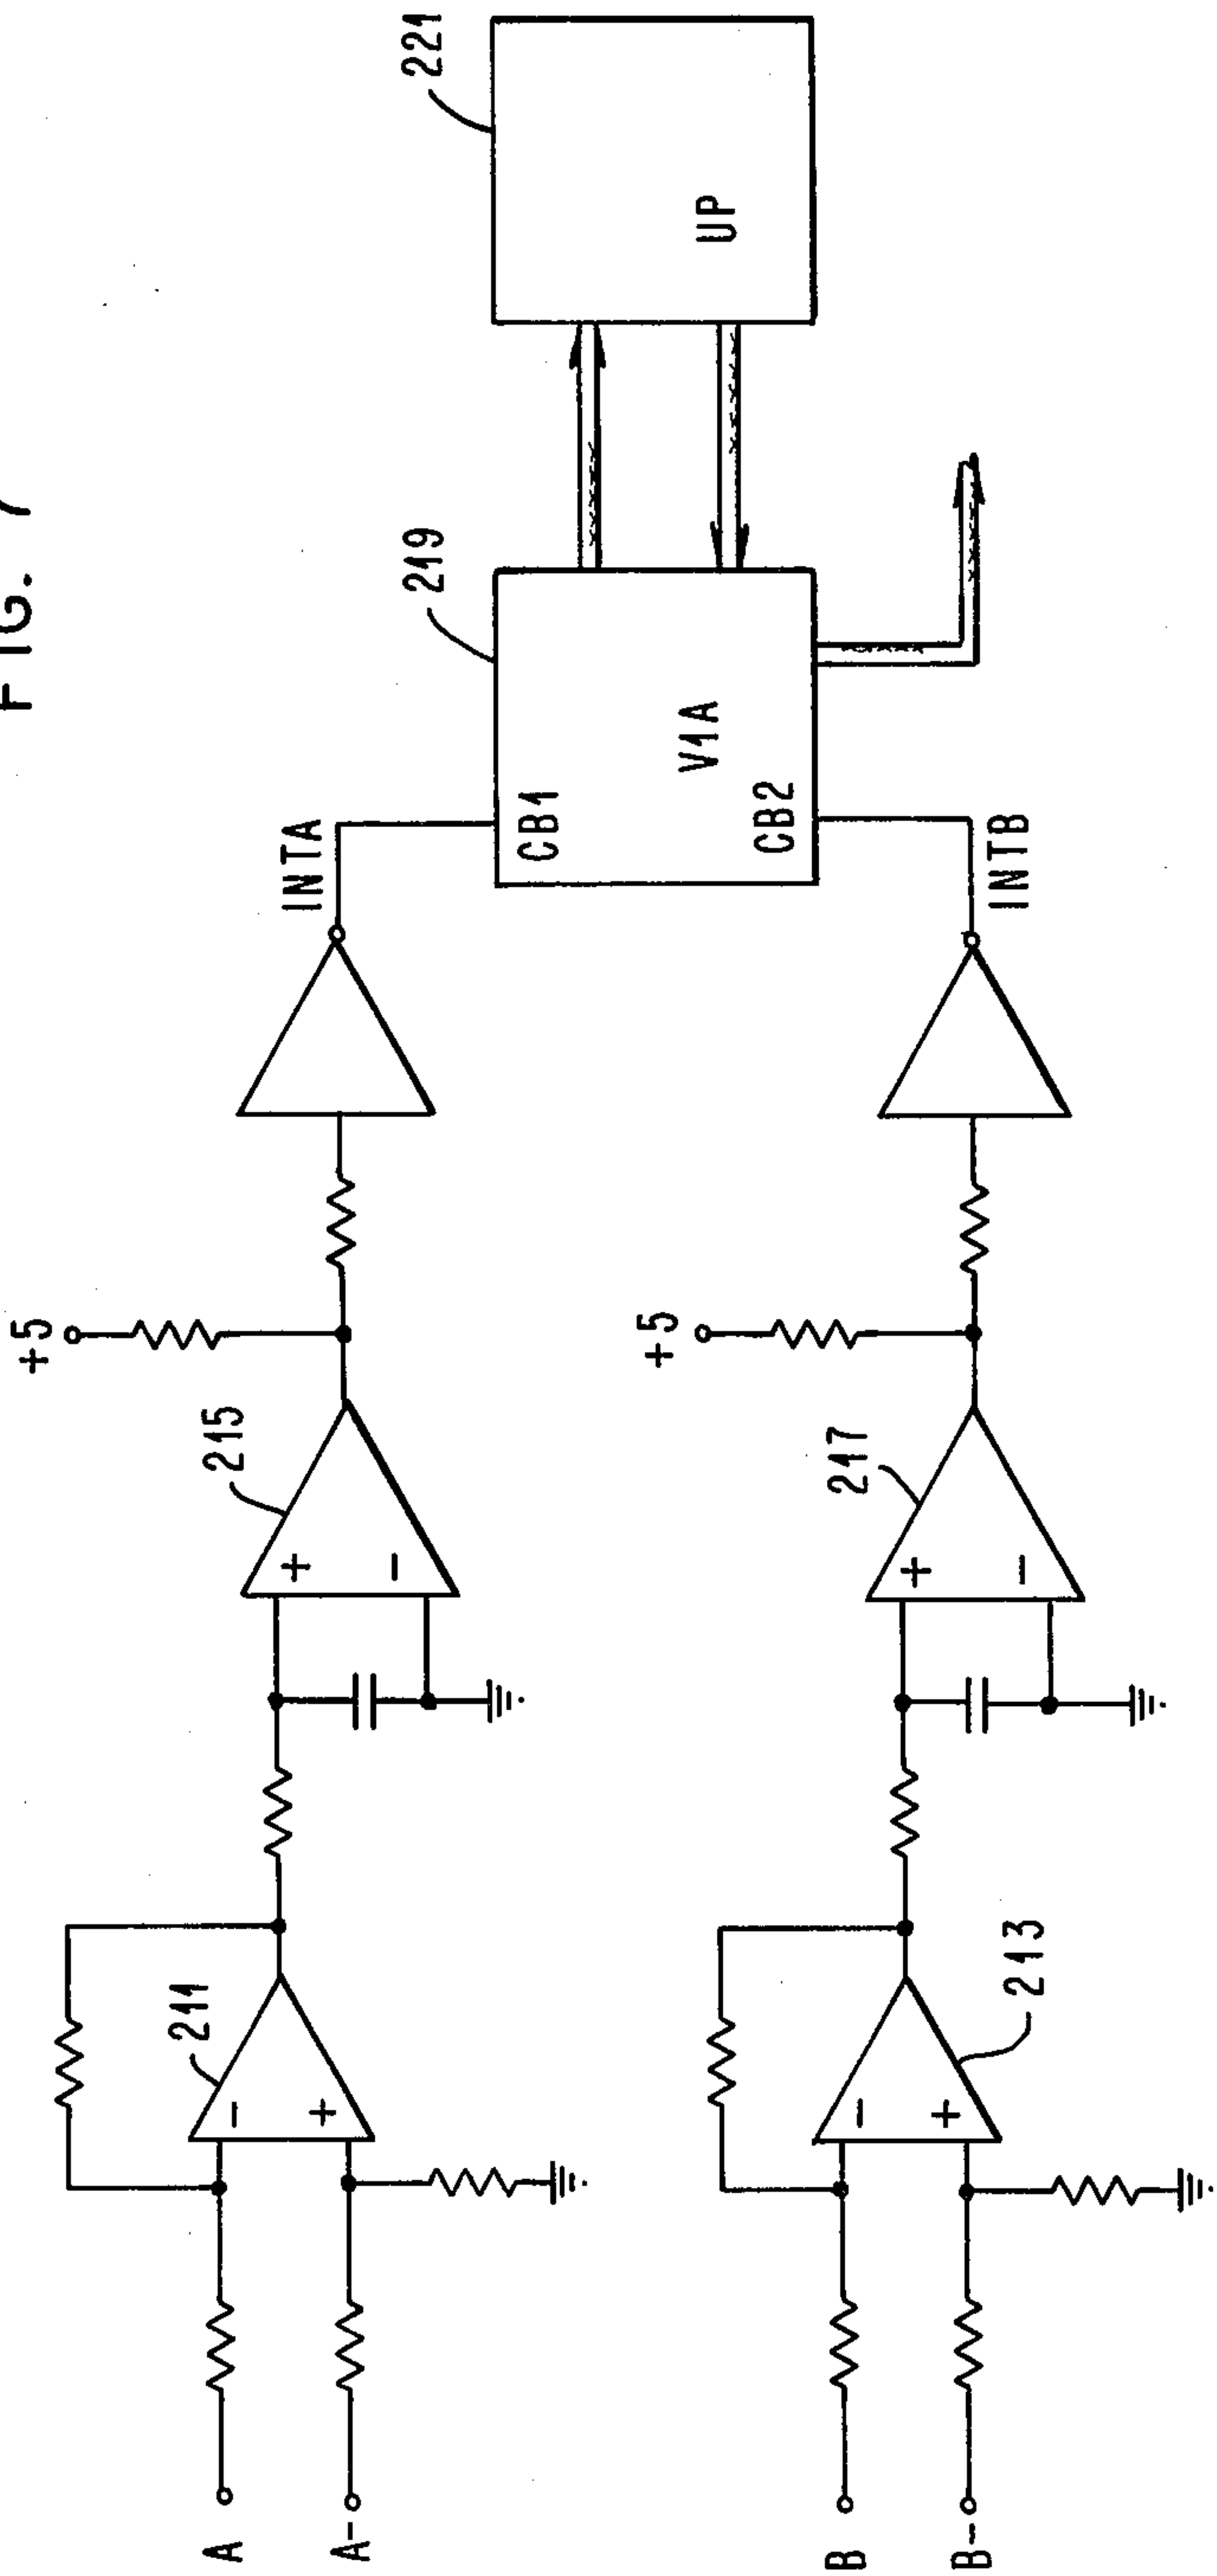 FIG. 7
A
A-
211
+5
215
INTA
CB1
219
V1A
CB2
221
UP
B
B-
213
217
+5
INTB
-
+
+
-
-
+
+
-